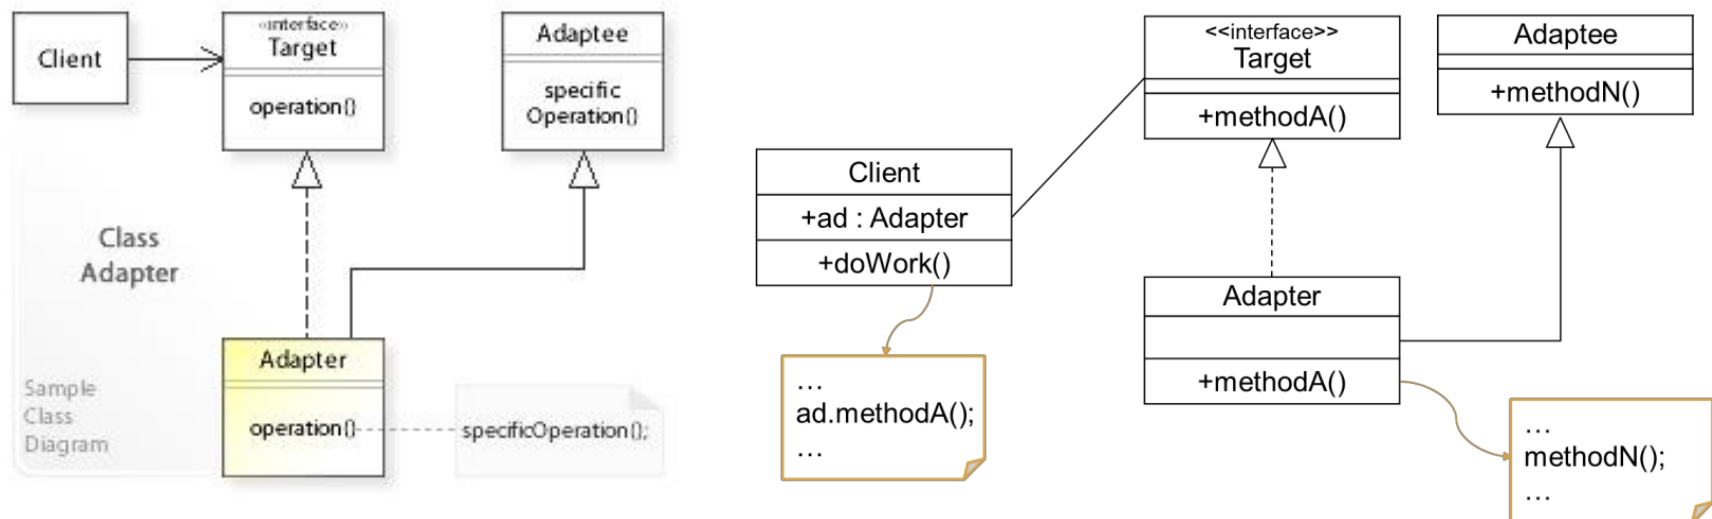 Client
<<interface>>
Target
operation()
Adaptee
specific
Operation()
Class
Adapter
Adapter
operation()
specificOperation();
Sample
Class
Diagram
<<interface>>
Target
+methodA()
Adaptee
+methodN()
Client
+ad : Adapter
+doWork()
...
ad.methodA();
...
Adapter
+methodA()
...
methodN();
...